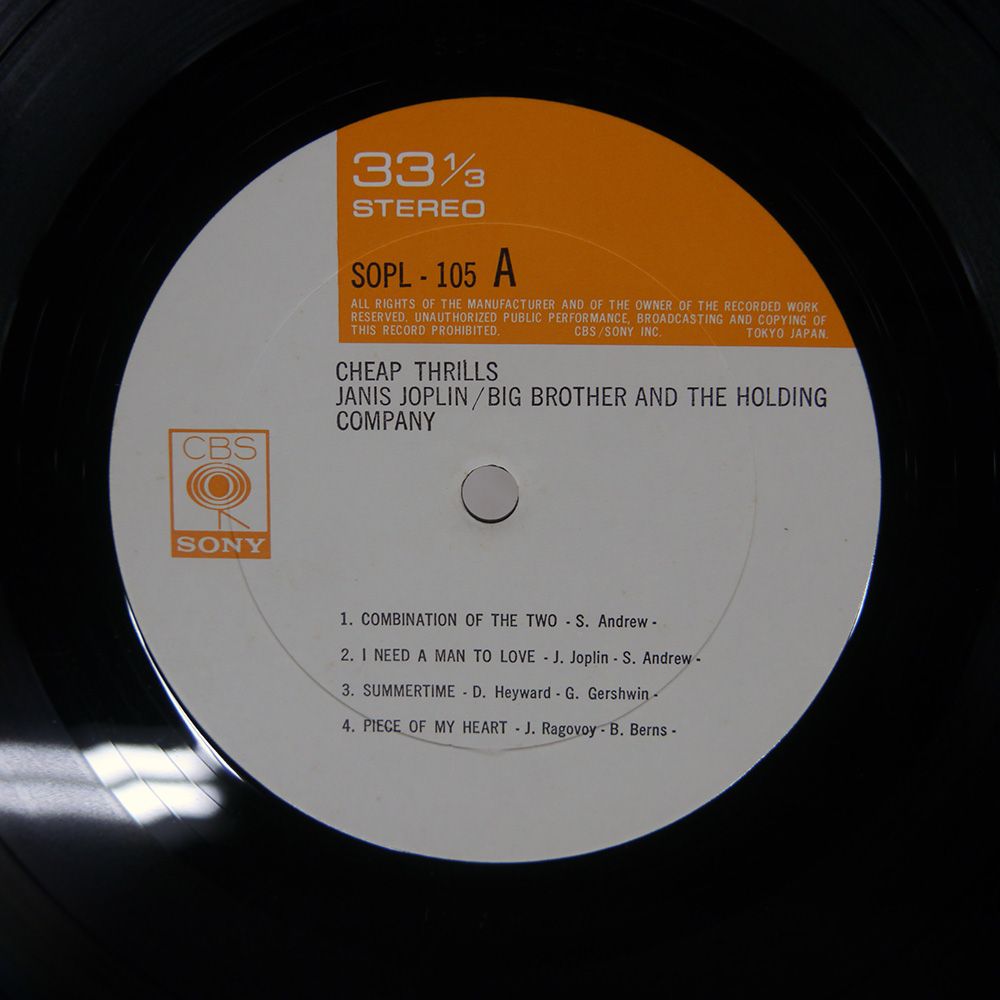 33 1/3
STEREO
SOPL - 105 A
ALL RIGHTS OF THE MANUFACTURER AND OF THE OWNER OF THE RECORDED WORK
RESERVED. UNAUTHORIZED PUBLIC PERFORMANCE, BROADCASTING AND COPYING OF
THIS RECORD PROHIBITED. CBS/SONY INC. TOKYO JAPAN.
CHEAP THRILLS
JANIS JOPLIN/BIG BROTHER AND THE HOLDING
COMPANY
CBS
SONY
1. COMBINATION OF THE TWO - S. Andrew -
2. I NEED A MAN TO LOVE - J. Joplin - S. Andrew -
3. SUMMERTIME - D. Heyward - G. Gershwin -
4. PIECE OF MY HEART - J. Ragovoy - B. Berns -